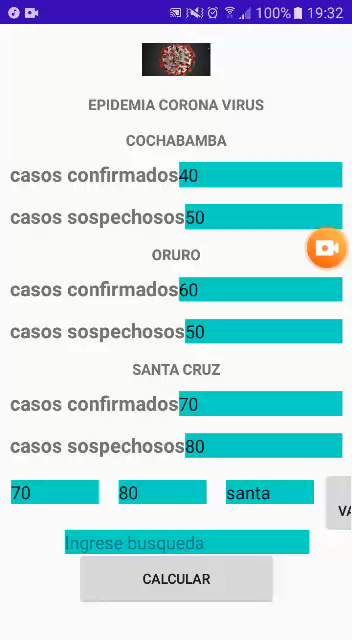 100% 19:32
EPIDEMIA CORONA VIRUS
COCHABAMBA
casos confirmados 40
casos sospechosos 50
ORURO
casos confirmados 60
casos sospechosos 50
SANTA CRUZ
casos confirmados 70
casos sospechosos 80
70 80 santa VA
Ingrese busqueda
CALCULAR